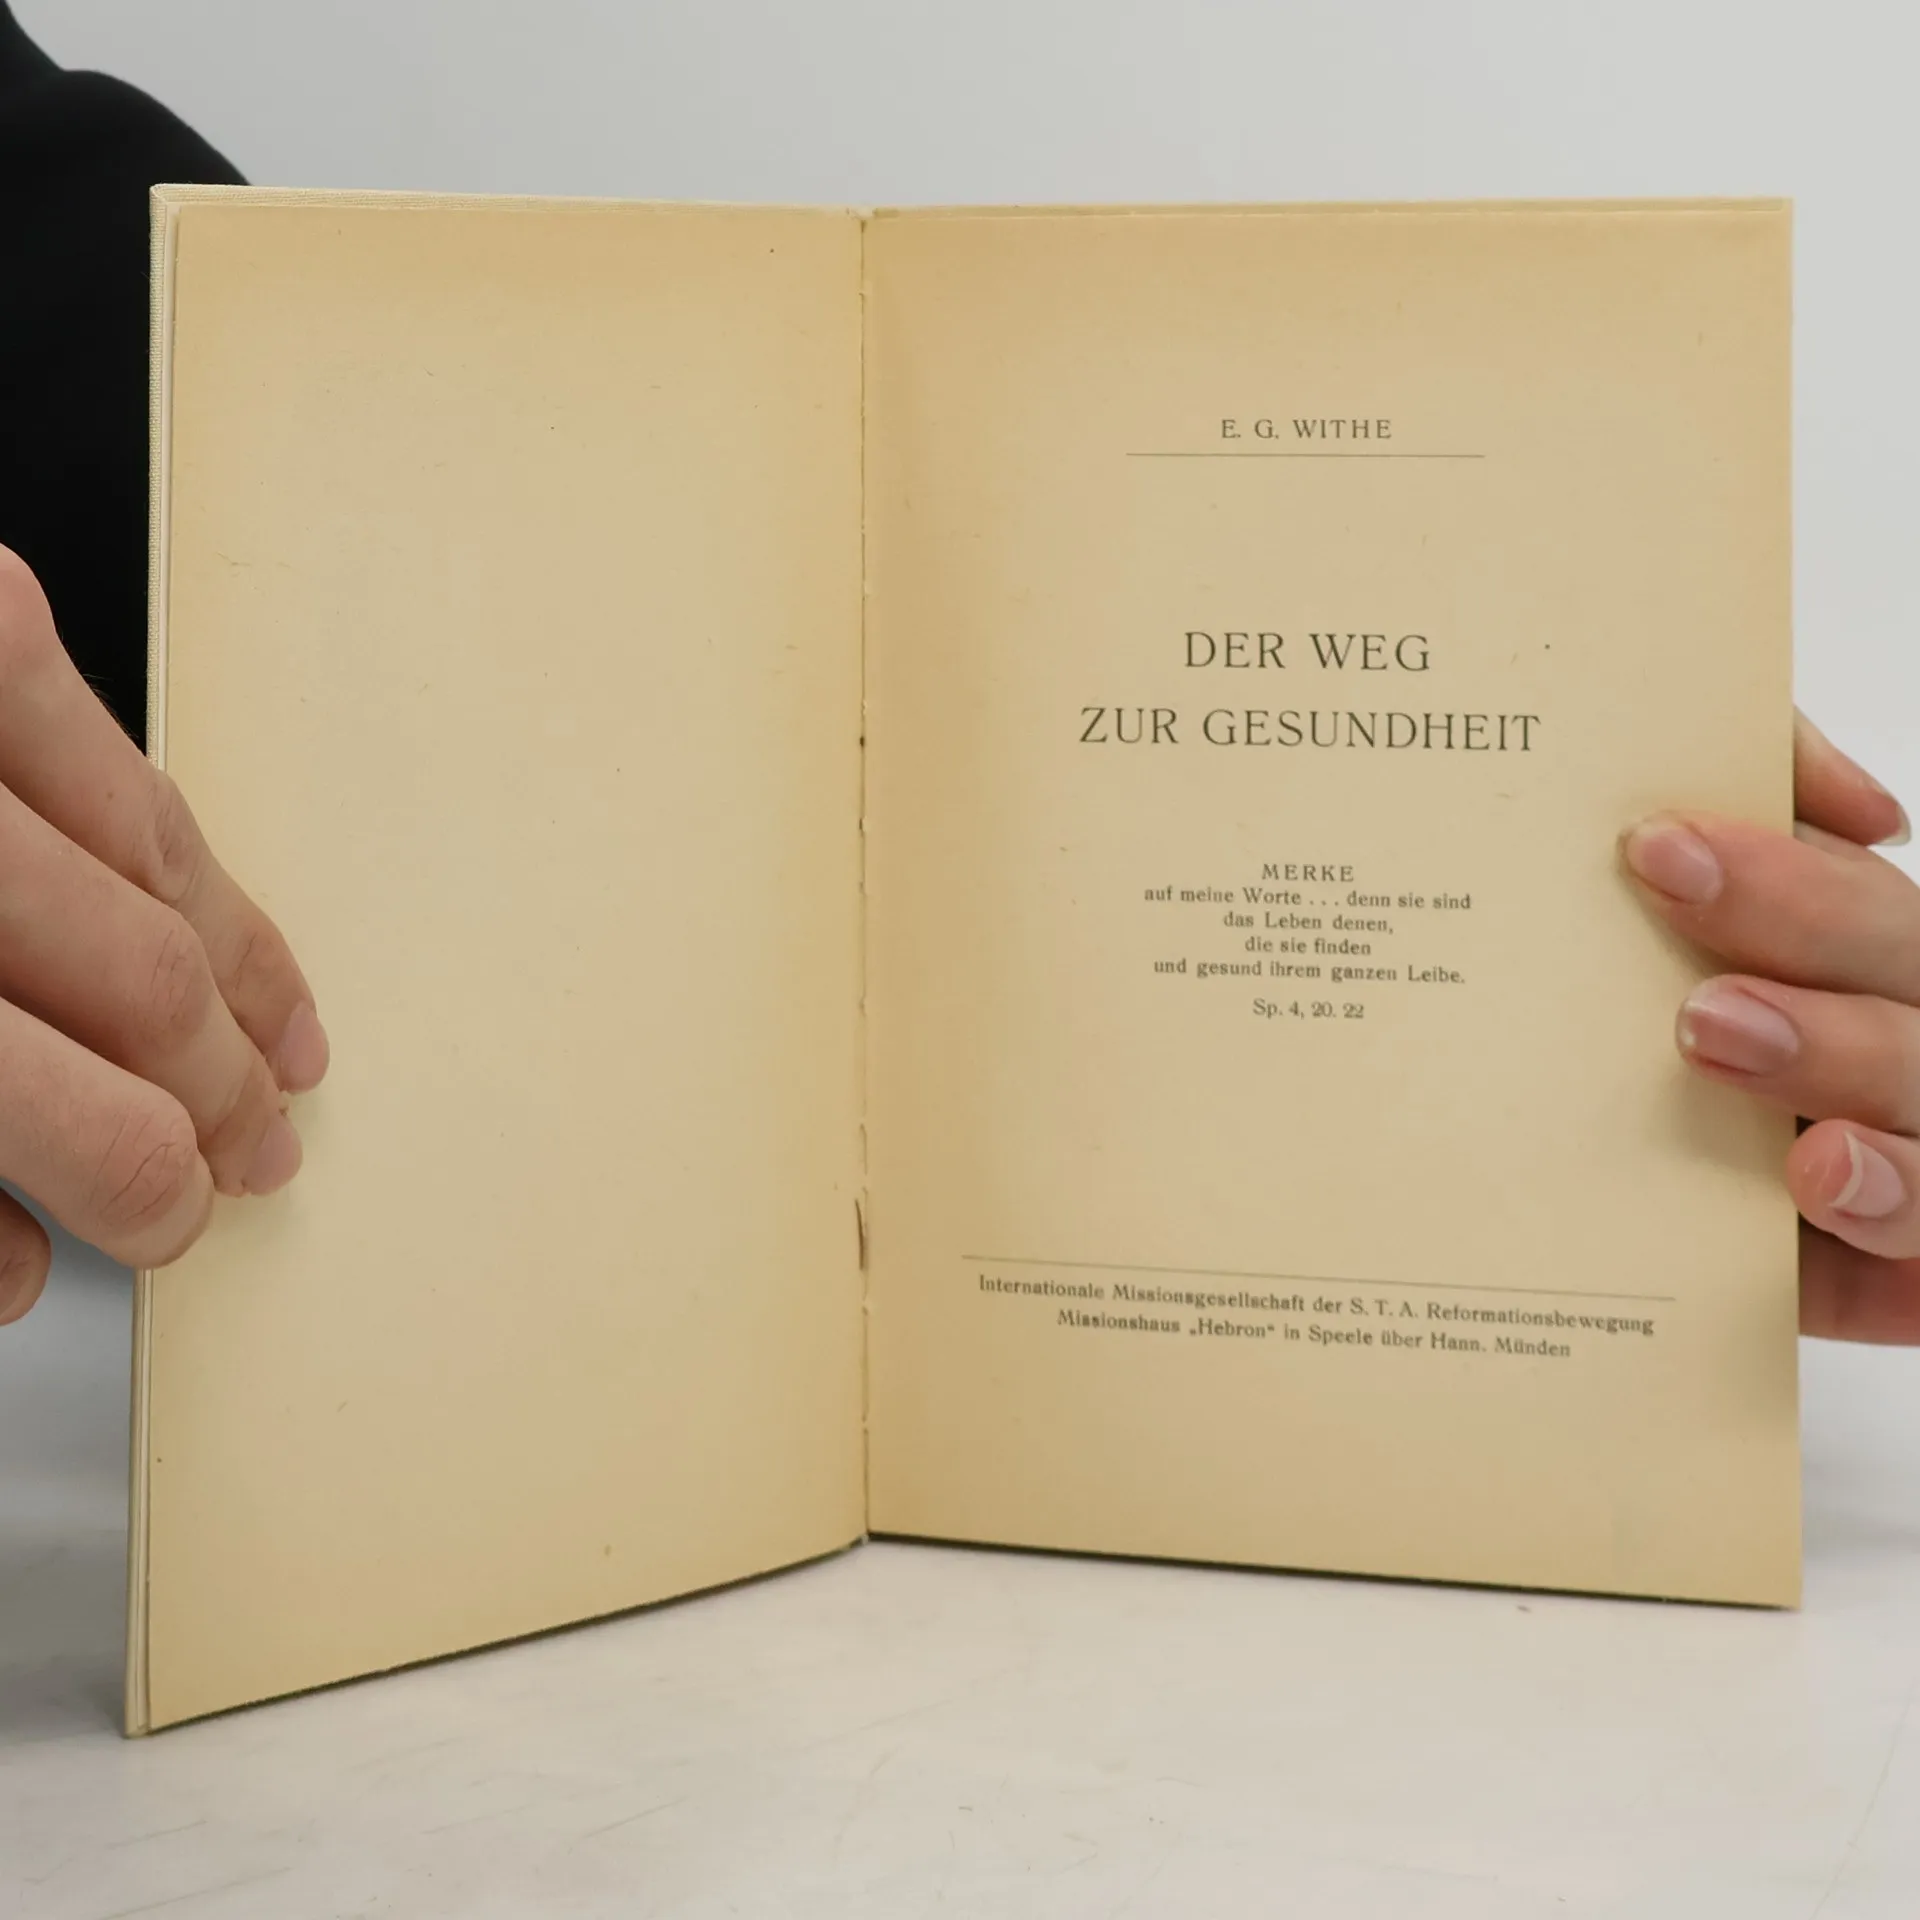 E. G. WITHE
DER WEG
ZUR GESUNDHEIT
MERKE
auf meine Worte . . . denn sie sind
das Leben denen,
die sie finden
und gesund ihrem ganzen Leibe.
Sp. 4, 20. 22
Internationale Missionsgesellschaft der S. T. A. Reformationsbewegung
Missionshaus „Hebron“ in Speele über Hann. Münden